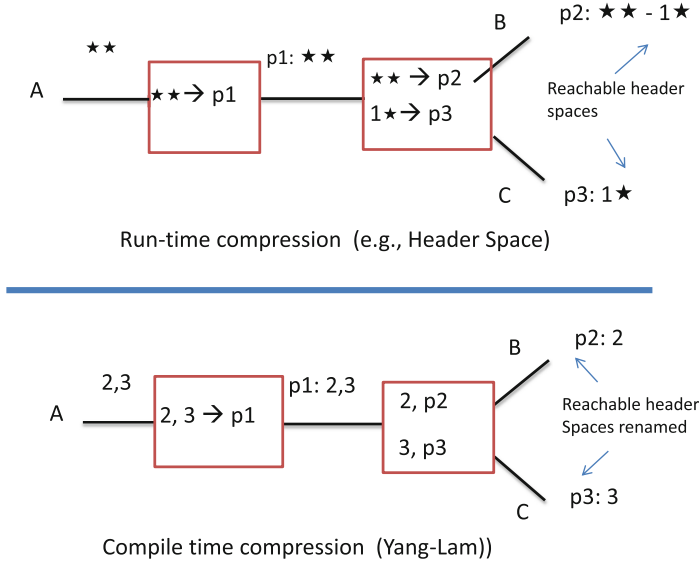 B
p2: ★★ - 1★
★★
p1: ★★
A
★★→ p1
★★ → p2
1★→ p3
Reachable header
spaces
C
p3: 1★
Run-time compression (e.g., Header Space)
B
p2: 2
2,3
p1: 2,3
A
2, 3 → p1
2, p2
3, p3
Reachable header
Spaces renamed
C
p3: 3
Compile time compression (Yang-Lam))